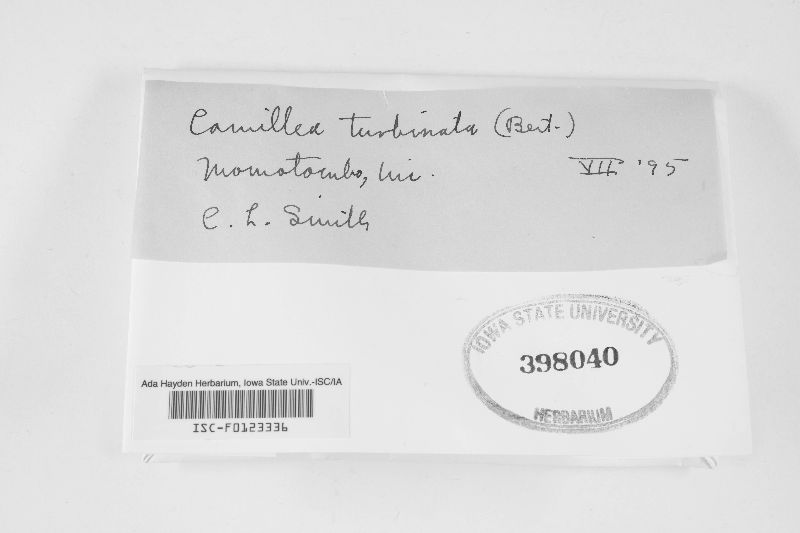 Camillea turbinata (Bert.)
Momotombo, Nic.
VII '95
C. L. Smith
IOWA STATE UNIVERSITY
398040
HERBARIUM
Ada Hayden Herbarium, Iowa State Univ.-ISC/IA
ISC-F0123336